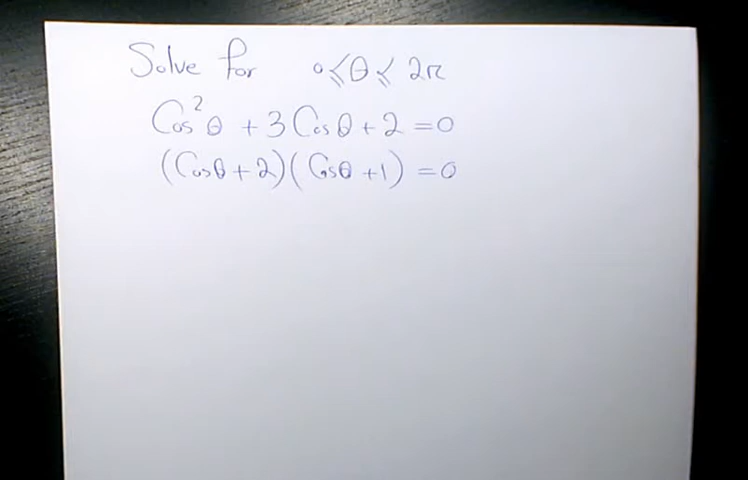 Solve for 0⩽θ⩽2π
Cos²θ + 3Cosθ + 2 = 0
(Cosθ + 2)(Cosθ + 1) = 0